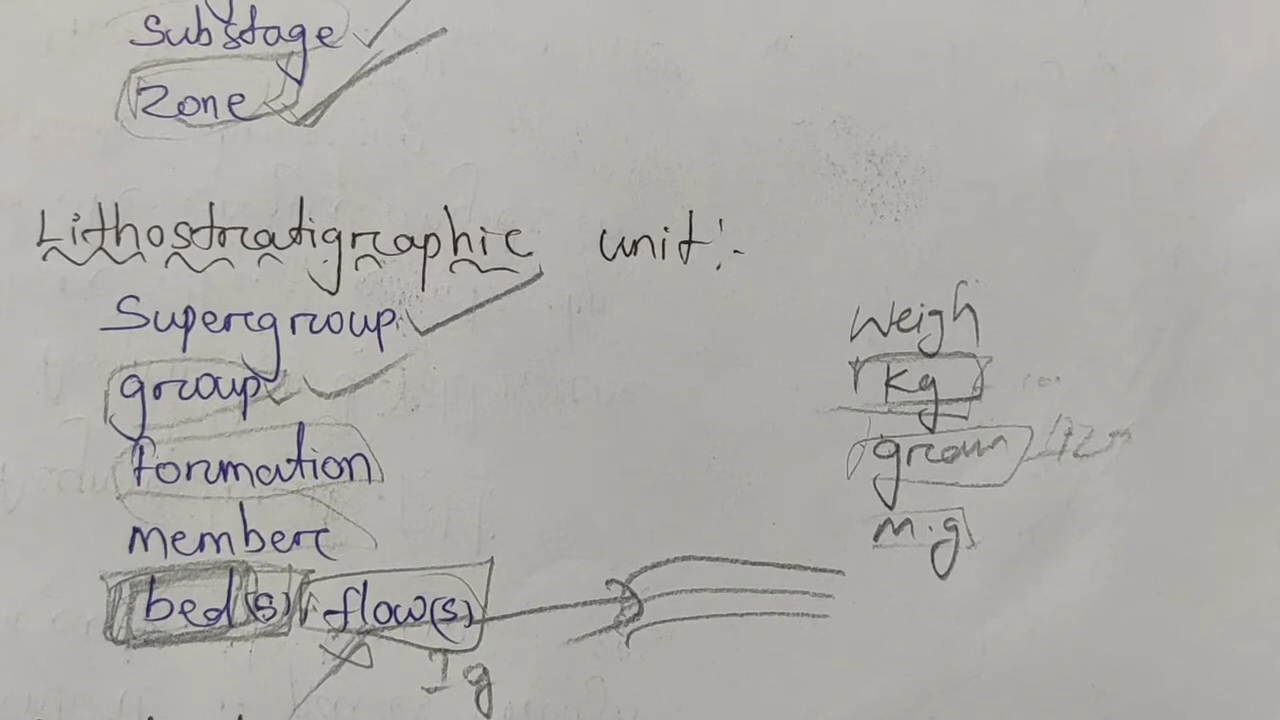 Substage
Zone
Lithostratigraphic unit:-
Supergroup
group
formation
member
bed(s) flow(s)
Ig
Weigh
Kg
gram
m.g